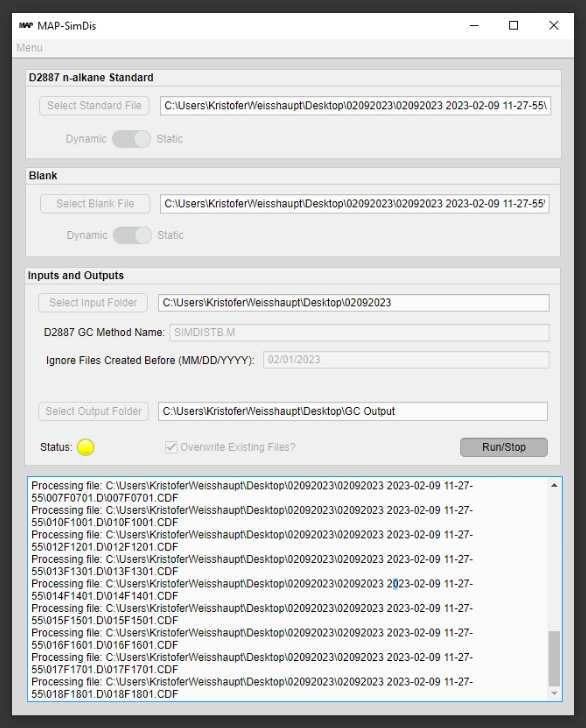 MAP MAP-SimDis
Menu
D2887 n-alkane Standard
Select Standard File
C:\Users\KristoferWeisshaupt\Desktop\02092023\02092023 2023-02-09 11-27-55\
Dynamic
Static
Blank
Select Blank File
C:\Users\KristoferWeisshaupt\Desktop\02092023\02092023 2023-02-09 11-27-55\
Dynamic
Static
Inputs and Outputs
Select Input Folder
C:\Users\KristoferWeisshaupt\Desktop\02092023
D2887 GC Method Name:
SIMDISTB.M
Ignore Files Created Before (MM/DD/YYYY):
02/01/2023
Select Output Folder
C:\Users\KristoferWeisshaupt\Desktop\GC Output
Status:
Overwrite Existing Files?
Run/Stop
Processing file: C:\Users\KristoferWeisshaupt\Desktop\02092023\02092023 2023-02-09 11-27-
55\007F0701.D\007F0701.CDF
Processing file: C:\Users\KristoferWeisshaupt\Desktop\02092023\02092023 2023-02-09 11-27-
55\010F1001.D\010F1001.CDF
Processing file: C:\Users\KristoferWeisshaupt\Desktop\02092023\02092023 2023-02-09 11-27-
55\012F1201.D\012F1201.CDF
Processing file: C:\Users\KristoferWeisshaupt\Desktop\02092023\02092023 2023-02-09 11-27-
55\013F1301.D\013F1301.CDF
Processing file: C:\Users\KristoferWeisshaupt\Desktop\02092023\02092023 2023-02-09 11-27-
55\014F1401.D\014F1401.CDF
Processing file: C:\Users\KristoferWeisshaupt\Desktop\02092023\02092023 2023-02-09 11-27-
55\015F1501.D\015F1501.CDF
Processing file: C:\Users\KristoferWeisshaupt\Desktop\02092023\02092023 2023-02-09 11-27-
55\016F1601.D\016F1601.CDF
Processing file: C:\Users\KristoferWeisshaupt\Desktop\02092023\02092023 2023-02-09 11-27-
55\017F1701.D\017F1701.CDF
Processing file: C:\Users\KristoferWeisshaupt\Desktop\02092023\02092023 2023-02-09 11-27-
55\018F1801.D\018F1801.CDF